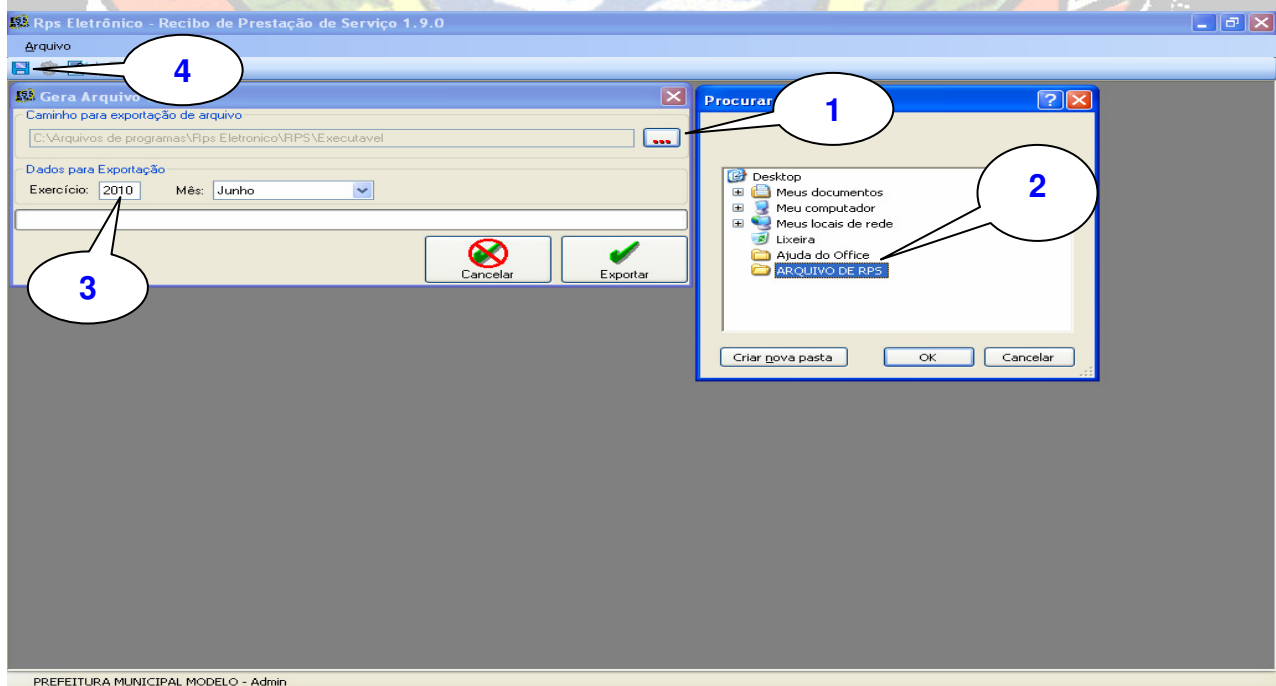 Rps Eletrônico - Recibo de Prestação de Serviço 1.9.0
Arquivo
4
Gera Arquivo
Caminho para exportação de arquivo
C:\Arquivos de programas\Rps Eletronico\RPS\Executavel
...
Dados para Exportação
Exercício: 2010 Mês: Junho
Cancelar Exportar
3
Procurar
1
Desktop
Meus documentos
Meu computador
Meus locais de rede
Lixeira
Ajuda do Office
ARQUIVO DE RPS
2
Criar nova pasta OK Cancelar
PREFEITURA MUNICIPAL MODELO - Admin